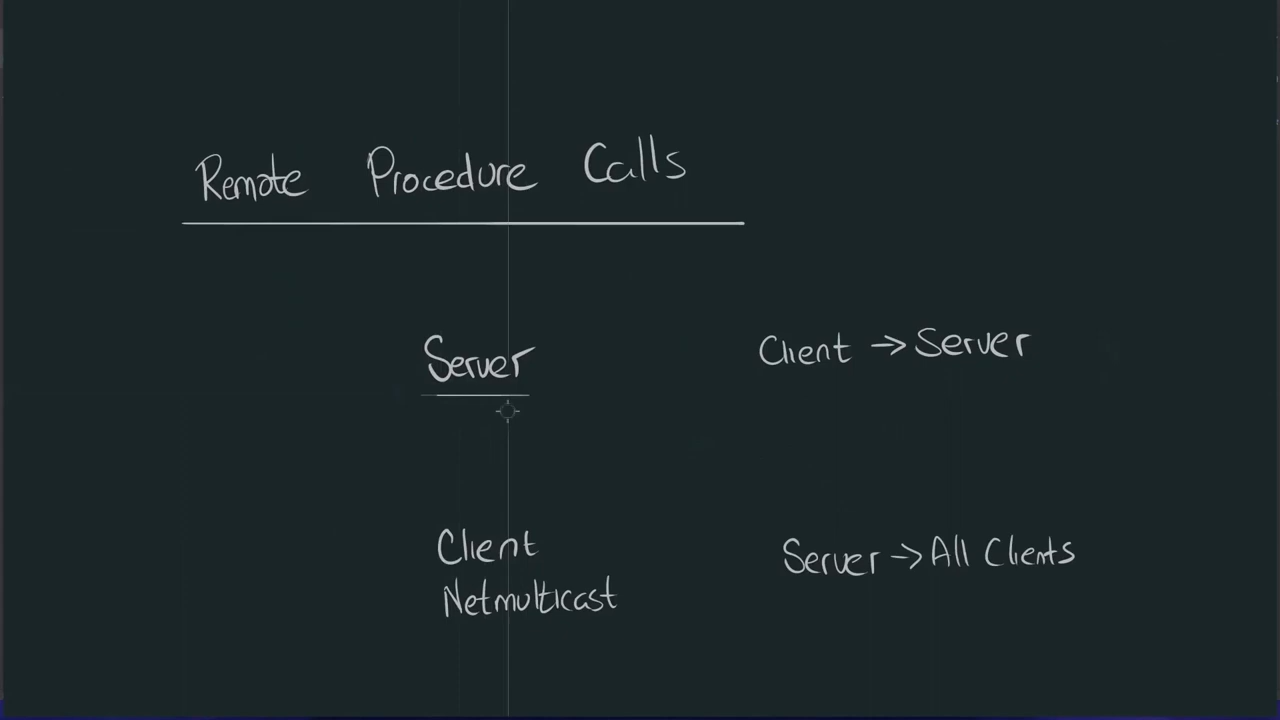 Remote Procedure Calls
Server
Client → Server
Client
Netmulticast
Server → All Clients